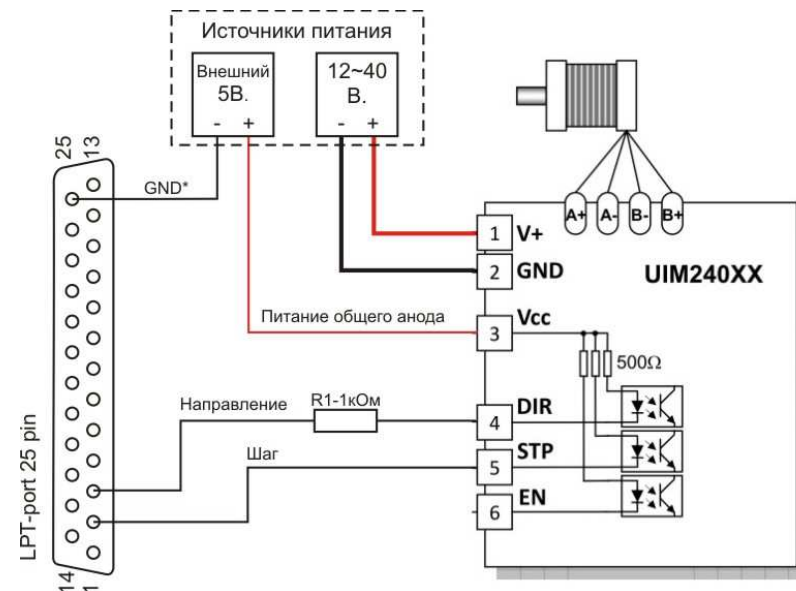 Источники питания
Внешний
5В.
- +
12~40
В.
- +
25
13
GND*
A+ A- B- B+
1 V+
2 GND
UIM240XX
Питание общего анода
3 Vcc
500Ω
Направление
R1-1кОм
4 DIR
Шаг
5 STP
6 EN
LPT-port 25 pin
14
1